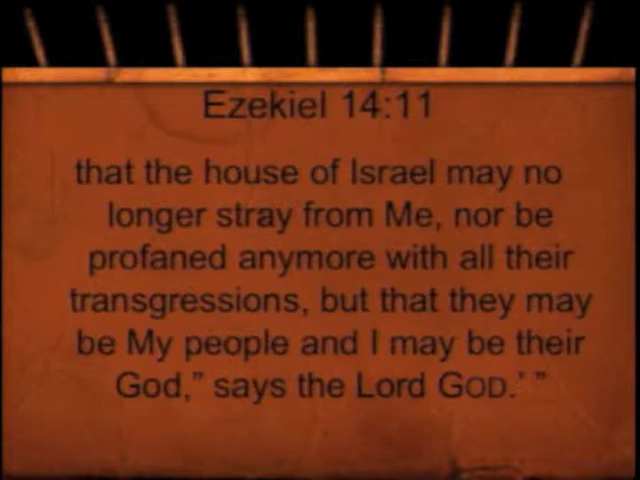 Ezekiel 14:11
that the house of Israel may no
longer stray from Me, nor be
profaned anymore with all their
transgressions, but that they may
be My people and I may be their
God,” says the Lord GOD.’ ”